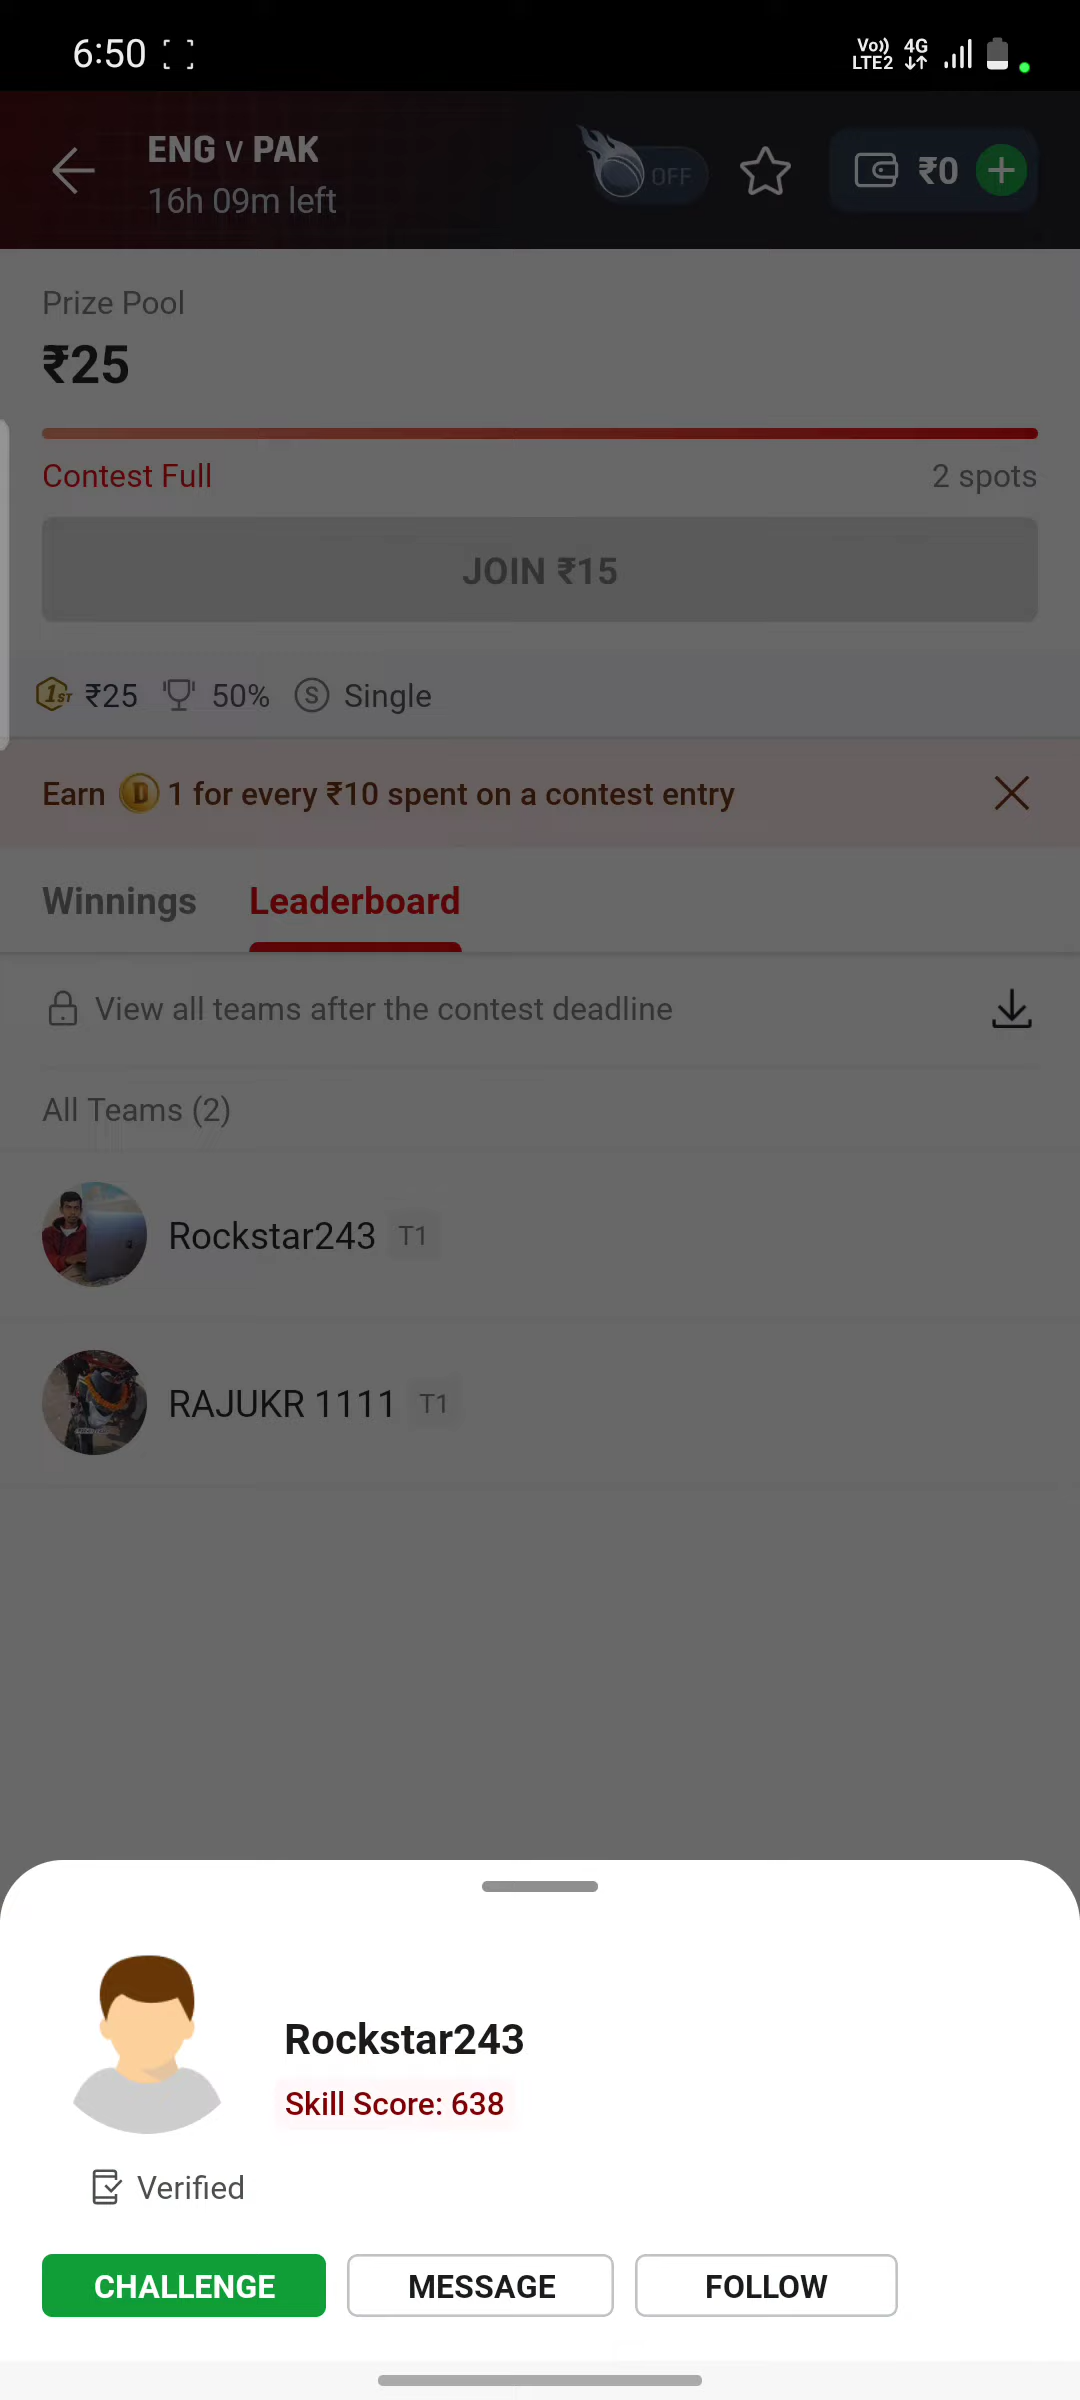 6:50 Vo)) LTE2 4G
ENG v PAK
16h 09m left
OFF
₹0
Prize Pool
₹25
Contest Full
2 spots
JOIN ₹15
1ST ₹25 50% S Single
Earn D 1 for every ₹10 spent on a contest entry
Winnings Leaderboard
View all teams after the contest deadline
All Teams (2)
Rockstar243 T1
RAJUKR 1111 T1
Rockstar243
Skill Score: 638
Verified
CHALLENGE MESSAGE FOLLOW